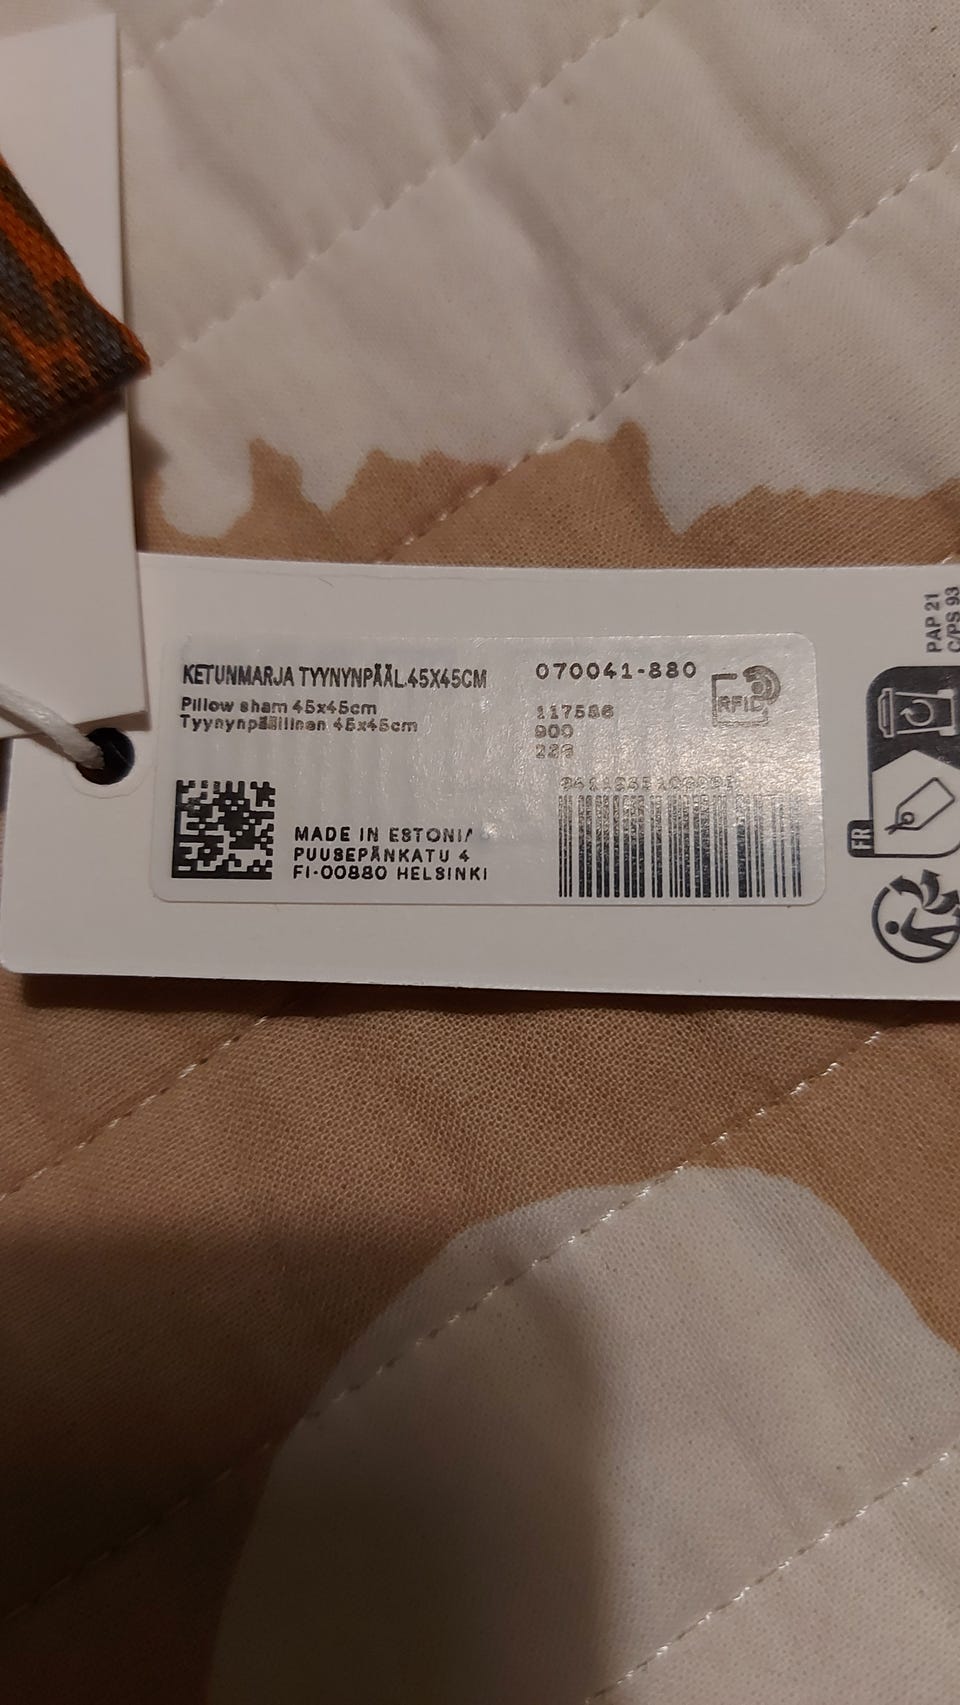 KETUNMARJA TYYNYNPÄÄL.45X45CM
Pillow sham 45x45cm
Tyynynpäällinen 45x45cm
070041-880
RFID
117586
900
MADE IN ESTONIA
PUUSEPÄNKATU 4
FI-00880 HELSINKI
PAP 21
C/PS 93
FR